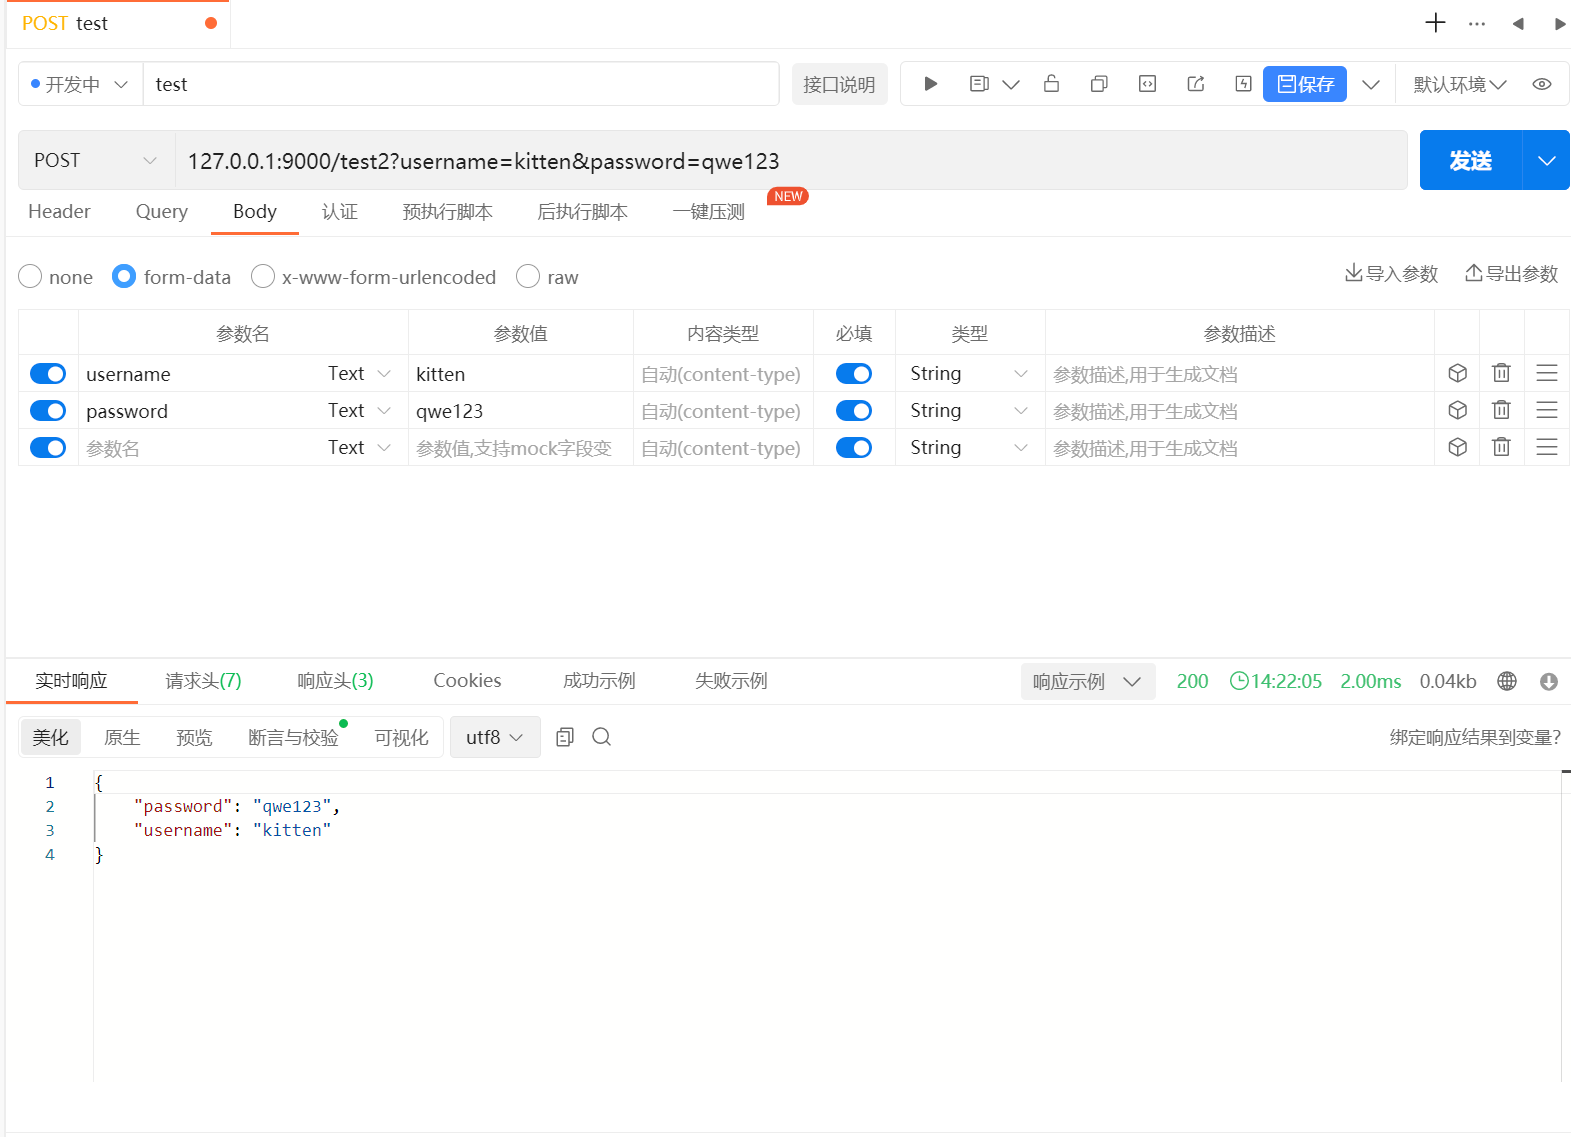 POST test
开发中 test 接口说明 保存 默认环境
POST 127.0.0.1:9000/test2?username=kitten&password=qwe123 发送
Header Query Body 认证 预执行脚本 后执行脚本 一键压测 NEW
none form-data x-www-form-urlencoded raw 导入参数 导出参数
参数名 参数值 内容类型 必填 类型 参数描述
username Text kitten 自动(content-type) String 参数描述,用于生成文档
password Text qwe123 自动(content-type) String 参数描述,用于生成文档
参数名 Text 参数值,支持mock字段变 自动(content-type) String 参数描述,用于生成文档
实时响应 请求头(7) 响应头(3) Cookies 成功示例 失败示例 响应示例 200 14:22:05 2.00ms 0.04kb
美化 原生 预览 断言与校验 可视化 utf8 绑定响应结果到变量?
1 {
2 "password": "qwe123",
3 "username": "kitten"
4 }